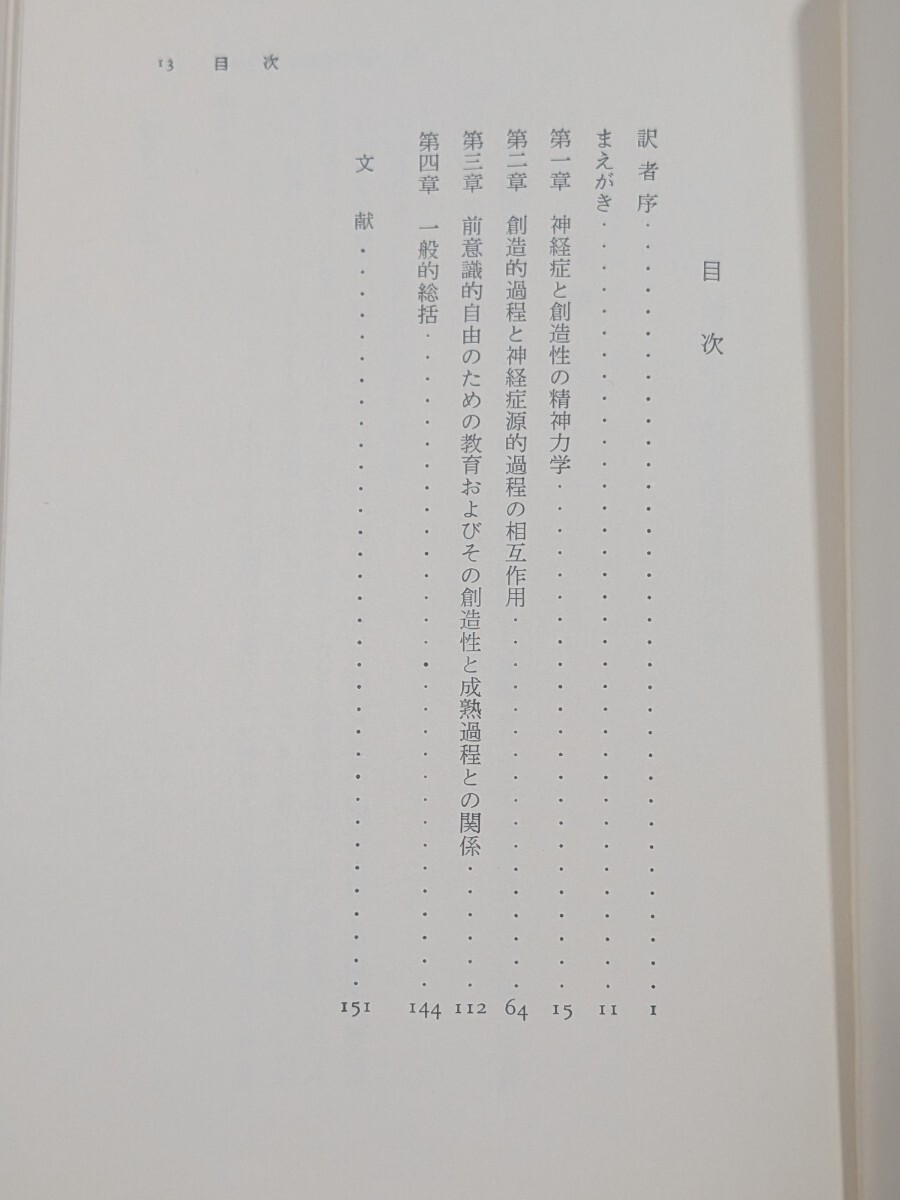 13 目次
目次
訳者序・・・・・・・・・・・・・・・・・・1
まえがき・・・・・・・・・・・・・・・・・・11
第一章 神経症と創造性の精神力学・・・・・・・・・・・・15
第二章 創造的過程と神経症源的過程の相互作用・・・・・・・・・64
第三章 前意識的自由のための教育およびその創造性と成熟過程との関係・・・・・・112
第四章 一般的総括・・・・・・・・・・・・・・・・144
文献・・・・・・・・・・・・・・・・・・151